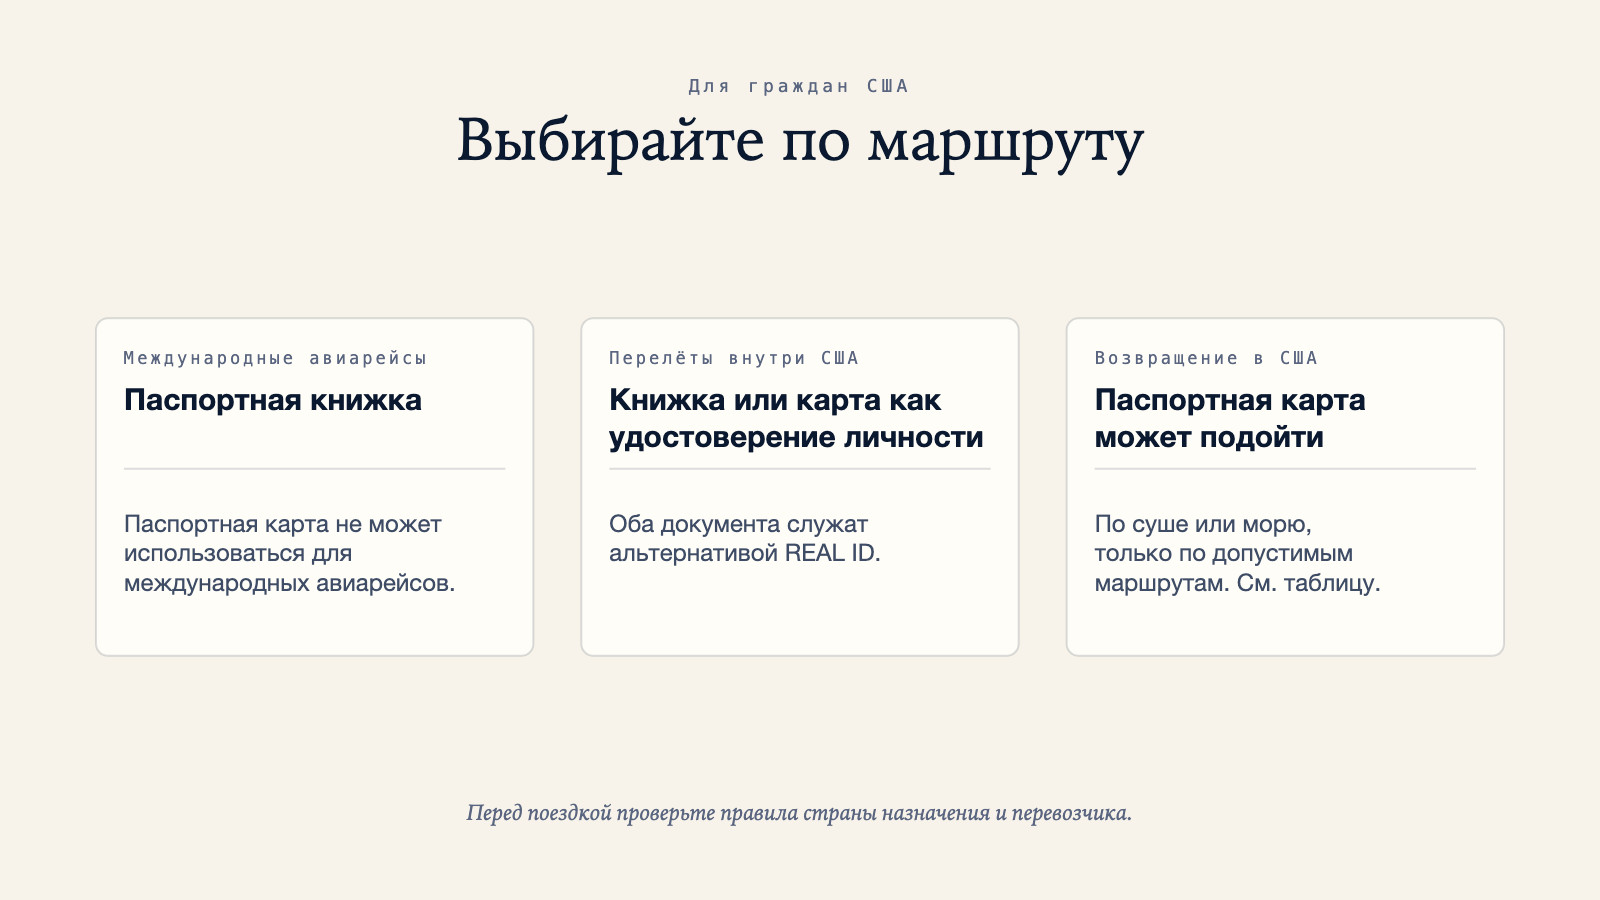 Для граждан США
Выбирайте по маршруту
Международные авиарейсы
Паспортная книжка
Паспортная карта не может
использоваться для
международных авиарейсов.
Перелёты внутри США
Книжка или карта как
удостоверение личности
Оба документа служат
альтернативой REAL ID.
Возвращение в США
Паспортная карта
может подойти
По суше или морю,
только по допустимым
маршрутам. См. таблицу.
Перед поездкой проверьте правила страны назначения и перевозчика.